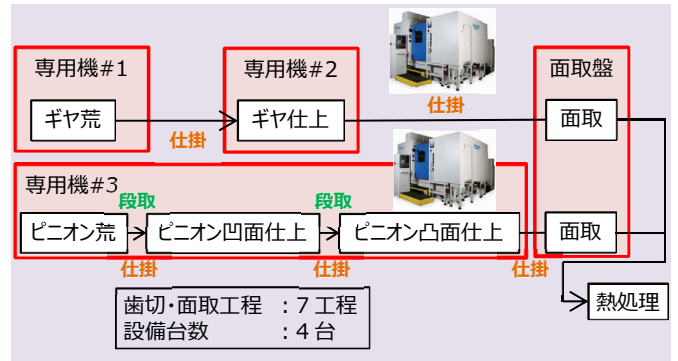 専用機#1
専用機#2
面取盤
ギヤ荒
仕掛
ギヤ仕上
仕掛
面取
専用機#3
段取
段取
ピニオン荒
ピニオン凹面仕上
ピニオン凸面仕上
面取
仕掛
仕掛
仕掛
歯切・面取工程 :7工程
設備台数 :4台
熱処理